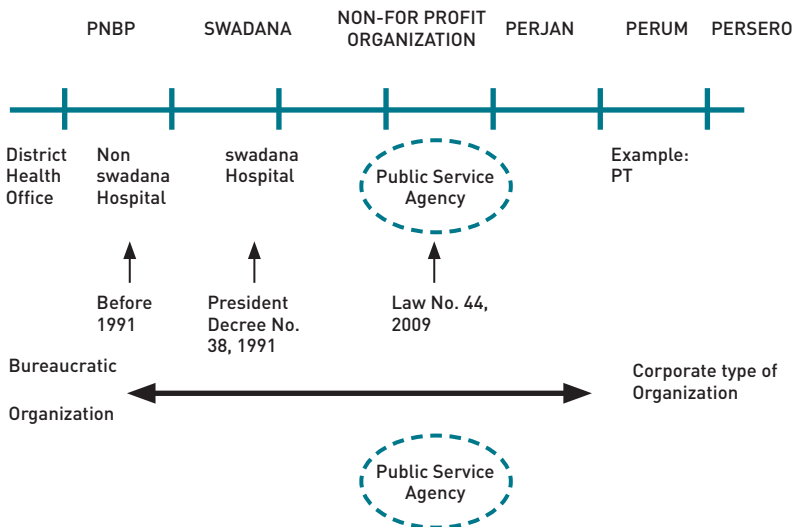 PNBP
SWADANA
NON-FOR PROFIT
ORGANIZATION
PERJAN
PERUM
PERSERO
District
Health
Office
Non
swadana
Hospital
swadana
Hospital
Public Service
Agency
Example:
PT
Before
1991
President
Decree No.
38, 1991
Law No. 44,
2009
Bureaucratic
Organization
Corporate type of
Organization
Public Service
Agency